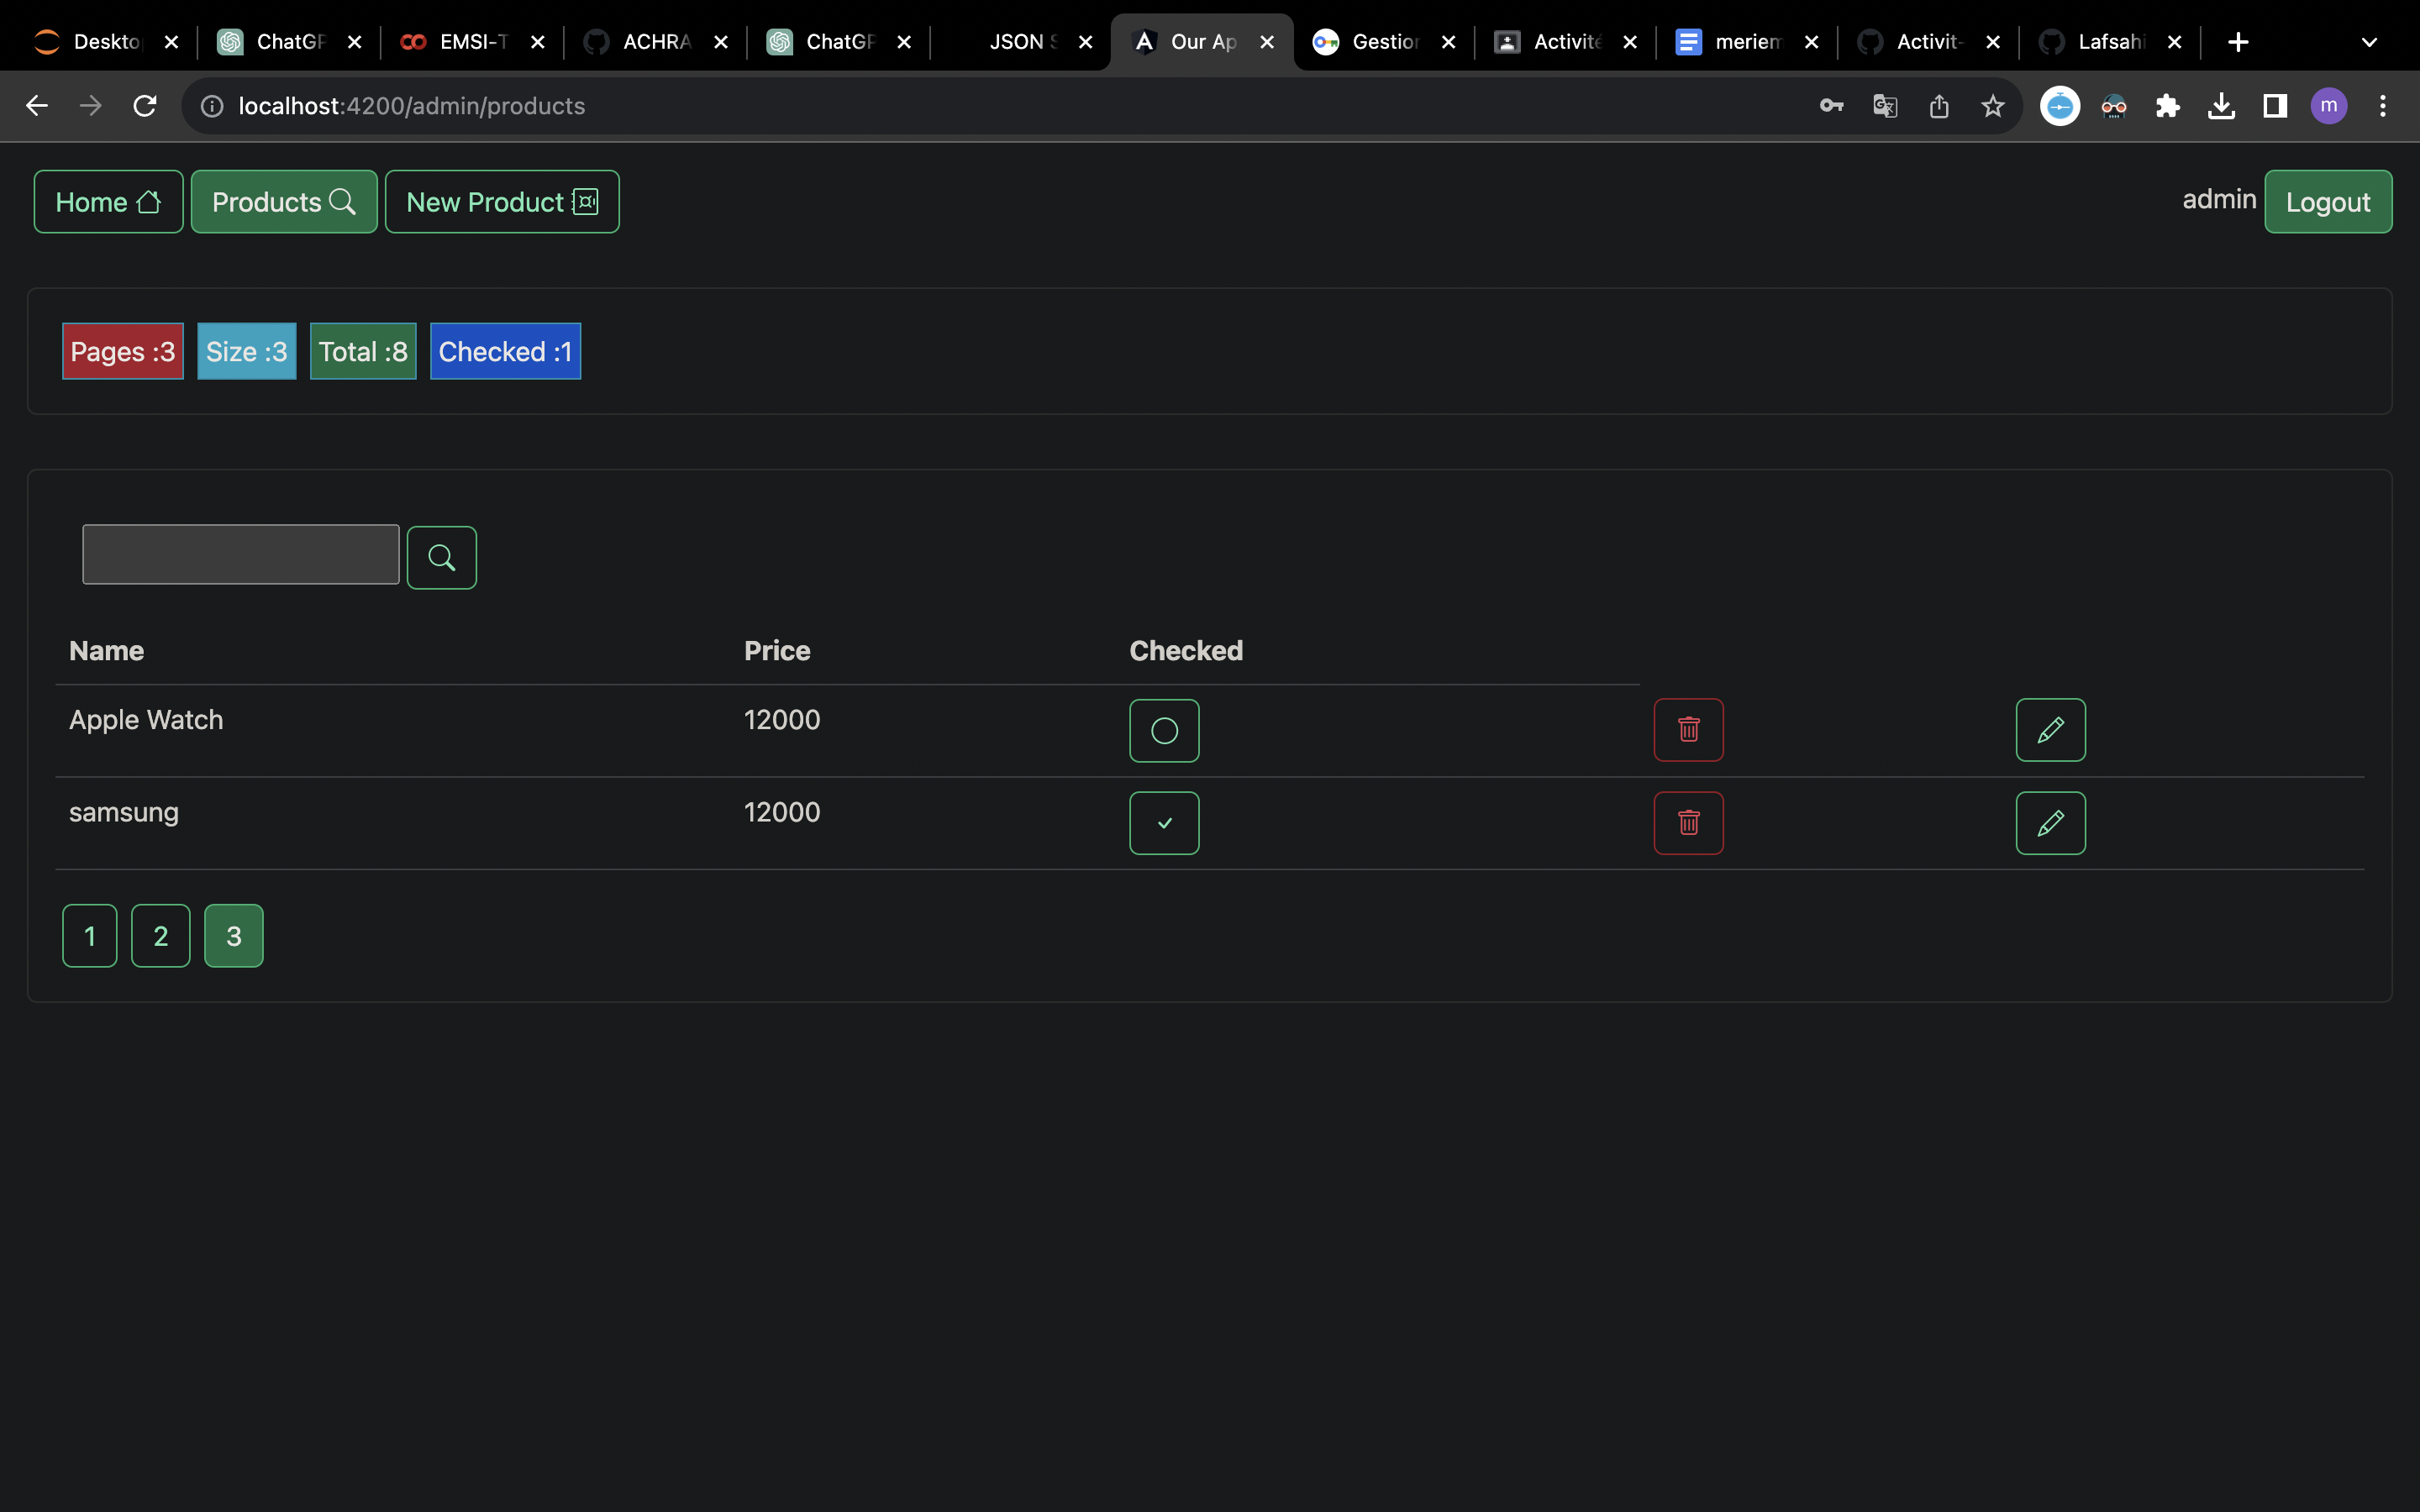 Deskto ChatGP EMSI-T ACHRA ChatGP JSON S Our Ap Gestion Activité meriem Activit- Lafsahi
localhost:4200/admin/products m
Home Products New Product admin Logout
Pages :3 Size :3 Total :8 Checked :1
Name Price Checked
Apple Watch 12000
samsung 12000
1 2 3